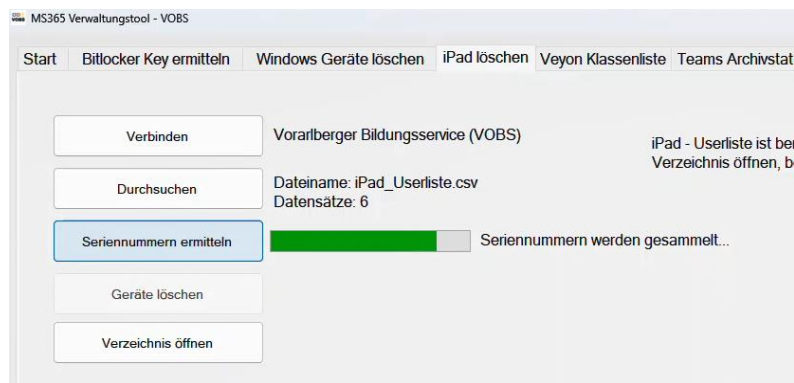 MS365 Verwaltungstool - VOBS
Start Bitlocker Key ermitteln Windows Geräte löschen iPad löschen Veyon Klassenliste Teams Archivstat
Verbinden Vorarlberger Bildungsservice (VOBS)
iPad - Userliste ist ber
Verzeichnis öffnen, b
Durchsuchen
Dateiname: iPad_Userliste.csv
Datensätze: 6
Seriennummern ermitteln Seriennummern werden gesammelt...
Geräte löschen
Verzeichnis öffnen